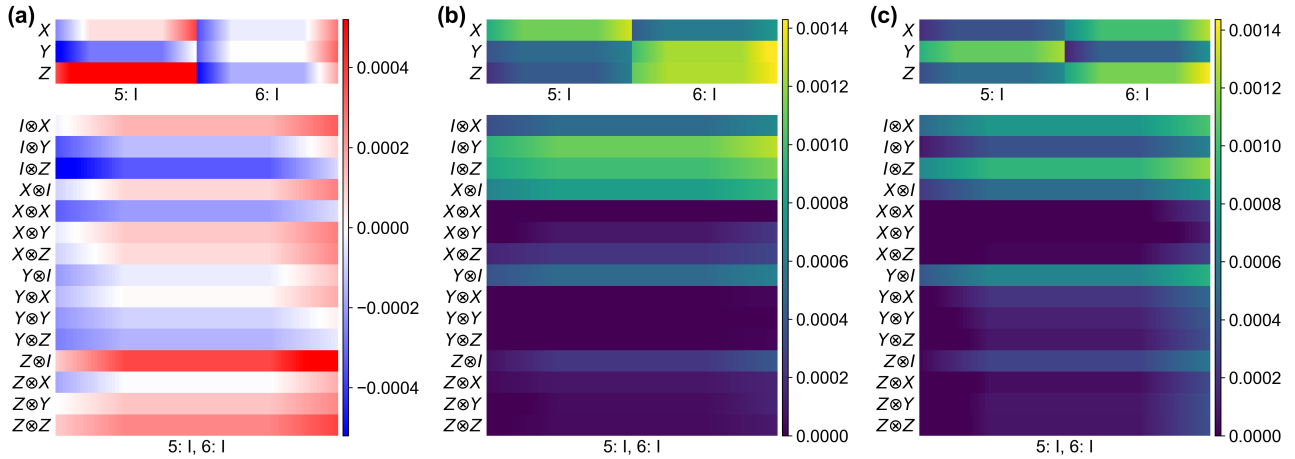 (a)
X
Y
Z
5: I
6: I
I⊗X
I⊗Y
I⊗Z
X⊗I
X⊗X
X⊗Y
X⊗Z
Y⊗I
Y⊗X
Y⊗Y
Y⊗Z
Z⊗I
Z⊗X
Z⊗Y
Z⊗Z
5: I, 6: I
0.0004
0.0002
0.0000
−0.0002
−0.0004
(b)
X
Y
Z
5: I
6: I
I⊗X
I⊗Y
I⊗Z
X⊗I
X⊗X
X⊗Y
X⊗Z
Y⊗I
Y⊗X
Y⊗Y
Y⊗Z
Z⊗I
Z⊗X
Z⊗Y
Z⊗Z
5: I, 6: I
0.0014
0.0012
0.0010
0.0008
0.0006
0.0004
0.0002
0.0000
(c)
X
Y
Z
5: I
6: I
I⊗X
I⊗Y
I⊗Z
X⊗I
X⊗X
X⊗Y
X⊗Z
Y⊗I
Y⊗X
Y⊗Y
Y⊗Z
Z⊗I
Z⊗X
Z⊗Y
Z⊗Z
5: I, 6: I
0.0014
0.0012
0.0010
0.0008
0.0006
0.0004
0.0002
0.0000